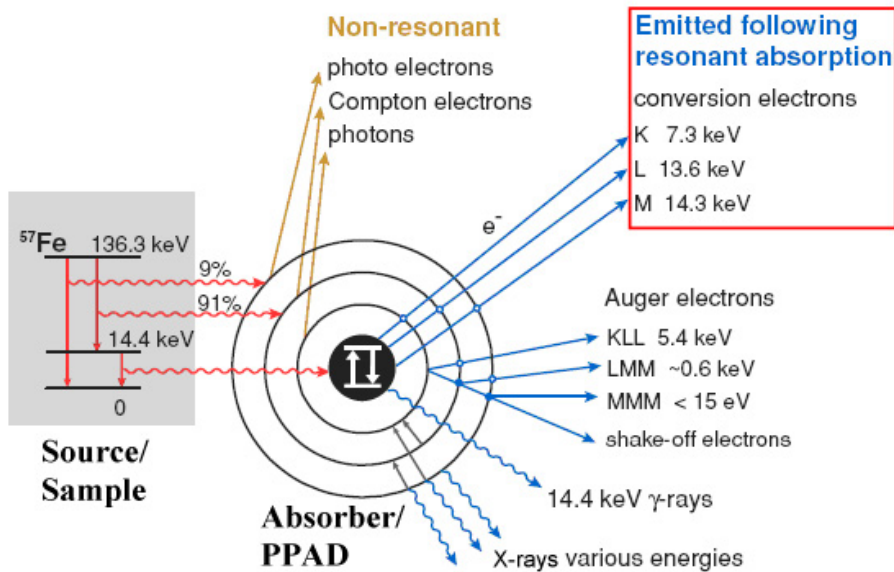 Non-resonant
photo electrons
Compton electrons
photons
Emitted following
resonant absorption
conversion electrons
K 7.3 keV
L 13.6 keV
M 14.3 keV
e⁻
⁵⁷Fe
136.3 keV
9%
91%
14.4 keV
0
Source/
Sample
Absorber/
PPAD
Auger electrons
KLL 5.4 keV
LMM ~0.6 keV
MMM < 15 eV
shake-off electrons
14.4 keV γ-rays
X-rays various energies